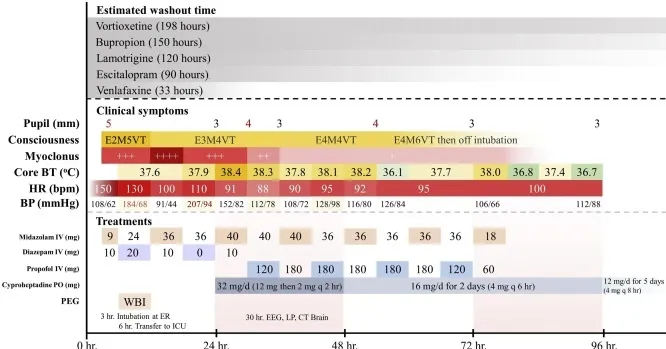 Estimated washout time
Vortioxetine (198 hours)
Bupropion (150 hours)
Lamotrigine (120 hours)
Escitalopram (90 hours)
Venlafaxine (33 hours)
Clinical symptoms
Pupil (mm) 5 3 4 3 4 3 3
Consciousness E2M5VT E3M4VT E4M4VT E4M6VT then off intubation
Myoclonus +++ ++++ +++ ++ +
Core BT (°C) 37.6 37.9 38.4 38.3 37.8 38.1 38.2 36.1 37.7 38.0 36.8 37.4 36.7
HR (bpm) 150 130 100 110 91 88 90 95 92 95 100
BP (mmHg) 108/62 184/68 91/44 207/94 152/82 112/78 108/72 128/98 116/80 126/84 106/66 112/88
Treatments
Midazolam IV (mg) 9 24 36 36 40 40 40 36 36 36 36 36 18
Diazepam IV (mg) 10 20 10 0 10
Propofol IV (mg) 120 180 180 180 180 180 120 60
Cyproheptadine PO (mg) 32 mg/d (12 mg then 2 mg q 2 hr) 16 mg/d for 2 days (4 mg q 6 hr) 12 mg/d for 5 days
(4 mg q 8 hr)
PEG WBI
3 hr. Intubation at ER 30 hr. EEG, LP, CT Brain
6 hr. Transfer to ICU
0 hr. 24 hr. 48 hr. 72 hr. 96 hr.